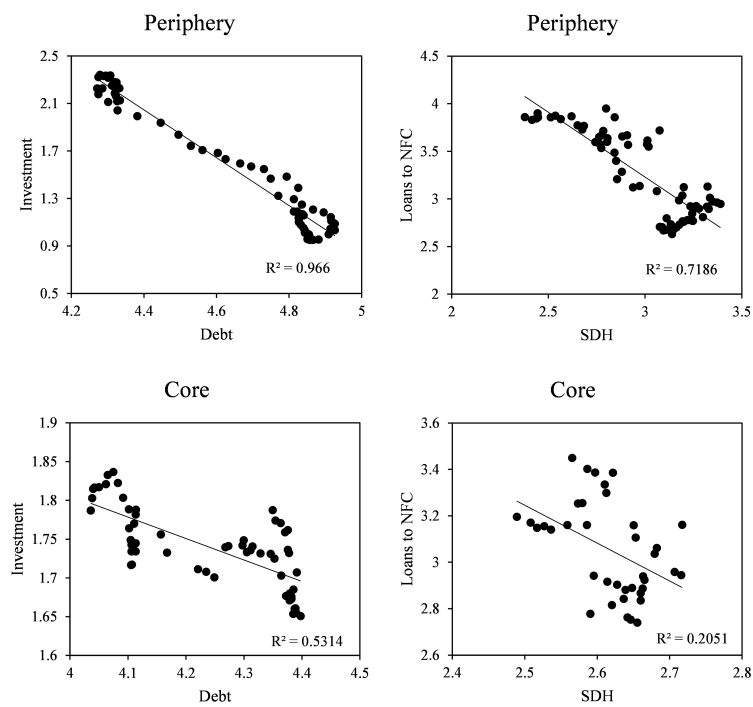 Periphery
2.5
2.1
1.7
1.3
0.9
0.5
Investment
R² = 0.966
4.2
4.4
4.6
4.8
5
Debt
Periphery
4.5
4
3.5
3
2.5
2
Loans to NFC
R² = 0.7186
2
2.5
3
3.5
SDH
Core
1.9
1.85
1.8
1.75
1.7
1.65
1.6
Investment
R² = 0.5314
4
4.1
4.2
4.3
4.4
4.5
Debt
Core
3.6
3.4
3.2
3
2.8
2.6
Loans to NFC
R² = 0.2051
2.4
2.5
2.6
2.7
2.8
SDH